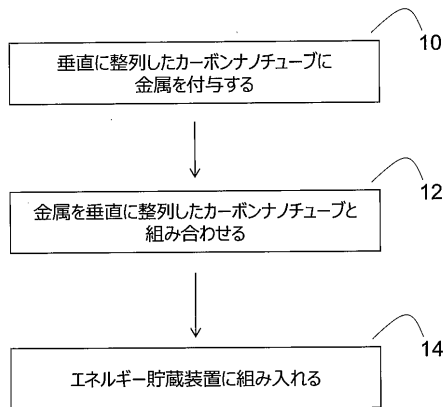 10
垂直に整列したカーボンナノチューブに
金属を付与する
12
金属を垂直に整列したカーボンナノチューブと
組み合わせる
14
エネルギー貯蔵装置に組み入れる